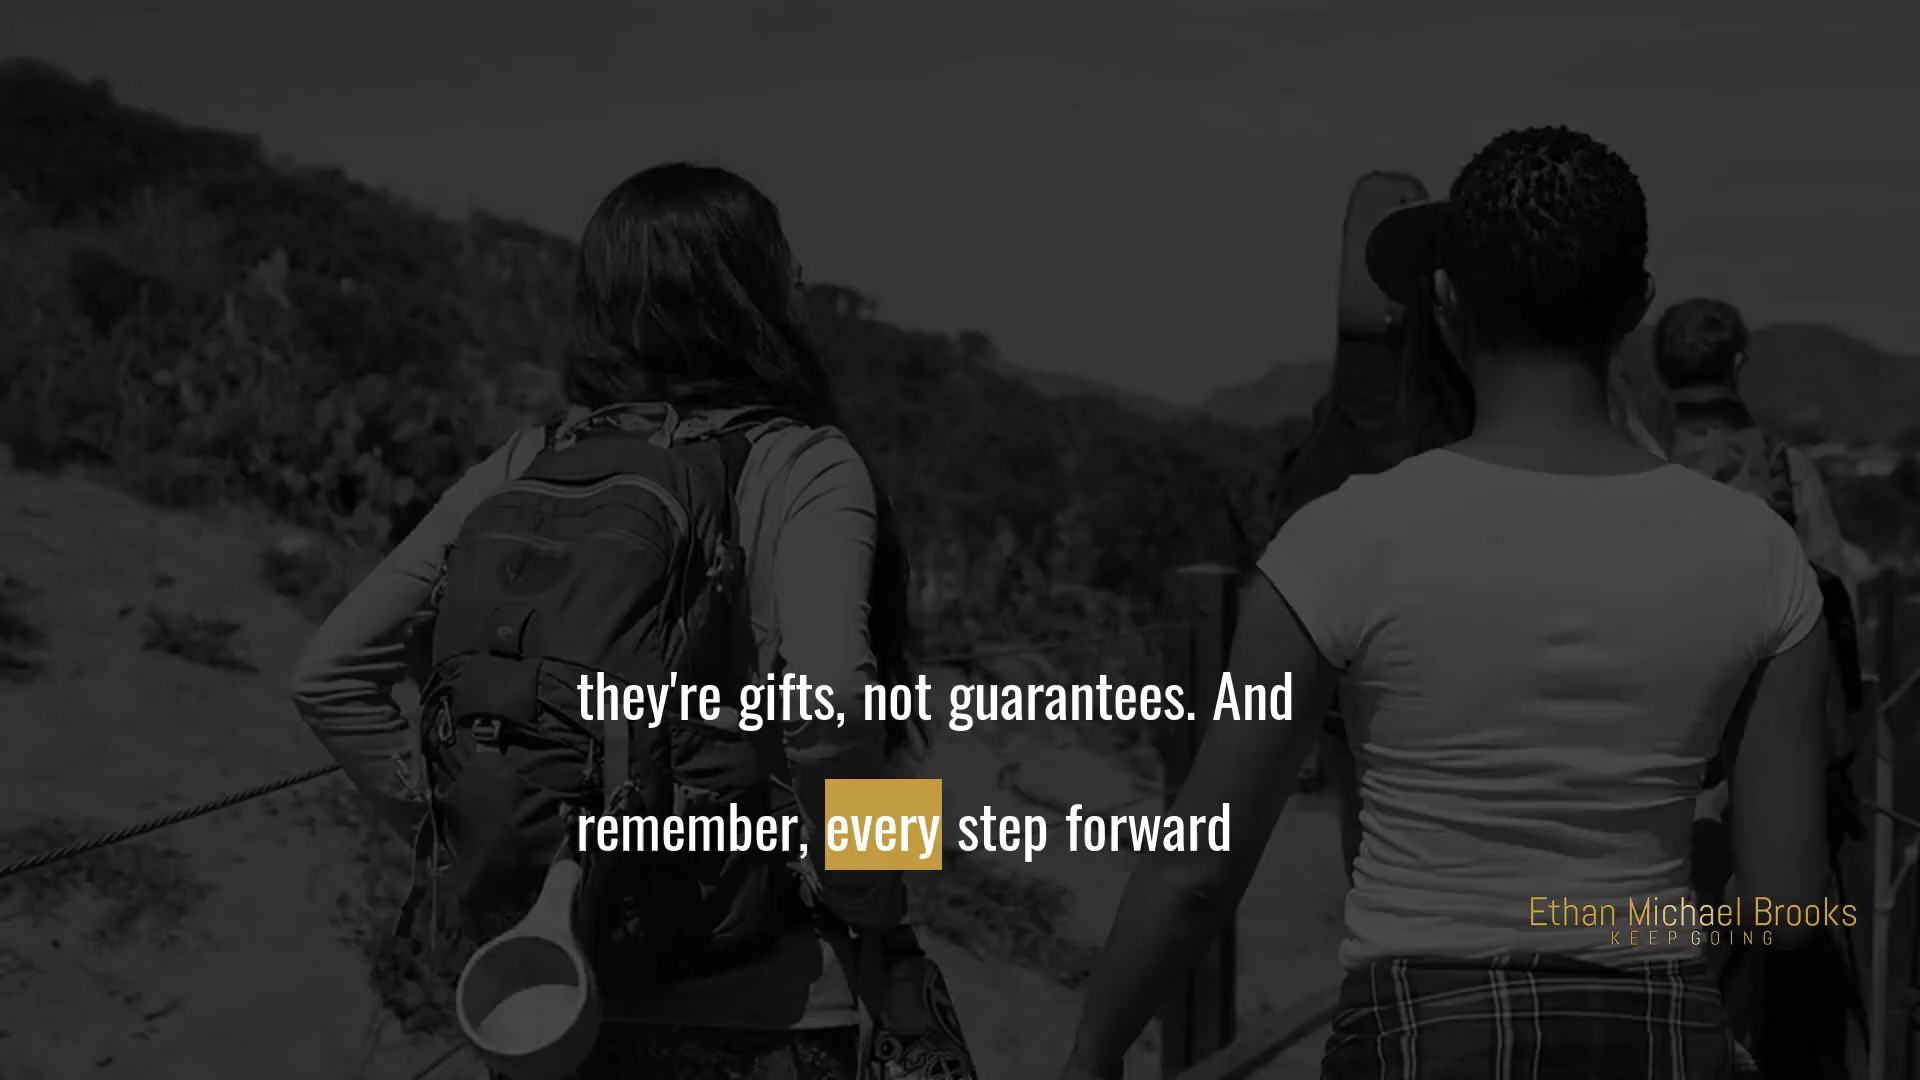 they're gifts, not guarantees. And
remember, every step forward
Ethan Michael Brooks
KEEP GOING